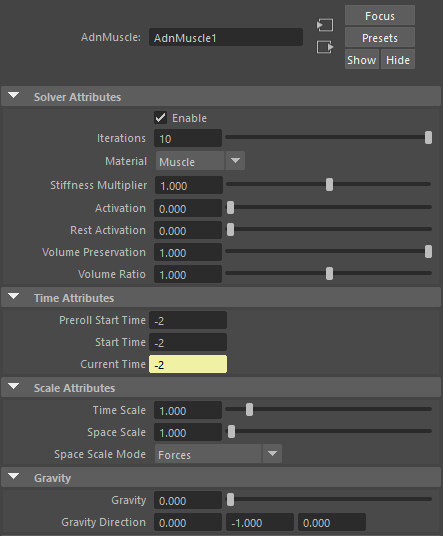 Focus
AdnMuscle: AdnMuscle1
Presets
Show Hide
Solver Attributes
Enable
Iterations 10
Material Muscle
Stiffness Multiplier 1.000
Activation 0.000
Rest Activation 0.000
Volume Preservation 1.000
Volume Ratio 1.000
Time Attributes
Preroll Start Time -2
Start Time -2
Current Time -2
Scale Attributes
Time Scale 1.000
Space Scale 1.000
Space Scale Mode Forces
Gravity
Gravity 0.000
Gravity Direction 0.000 -1.000 0.000